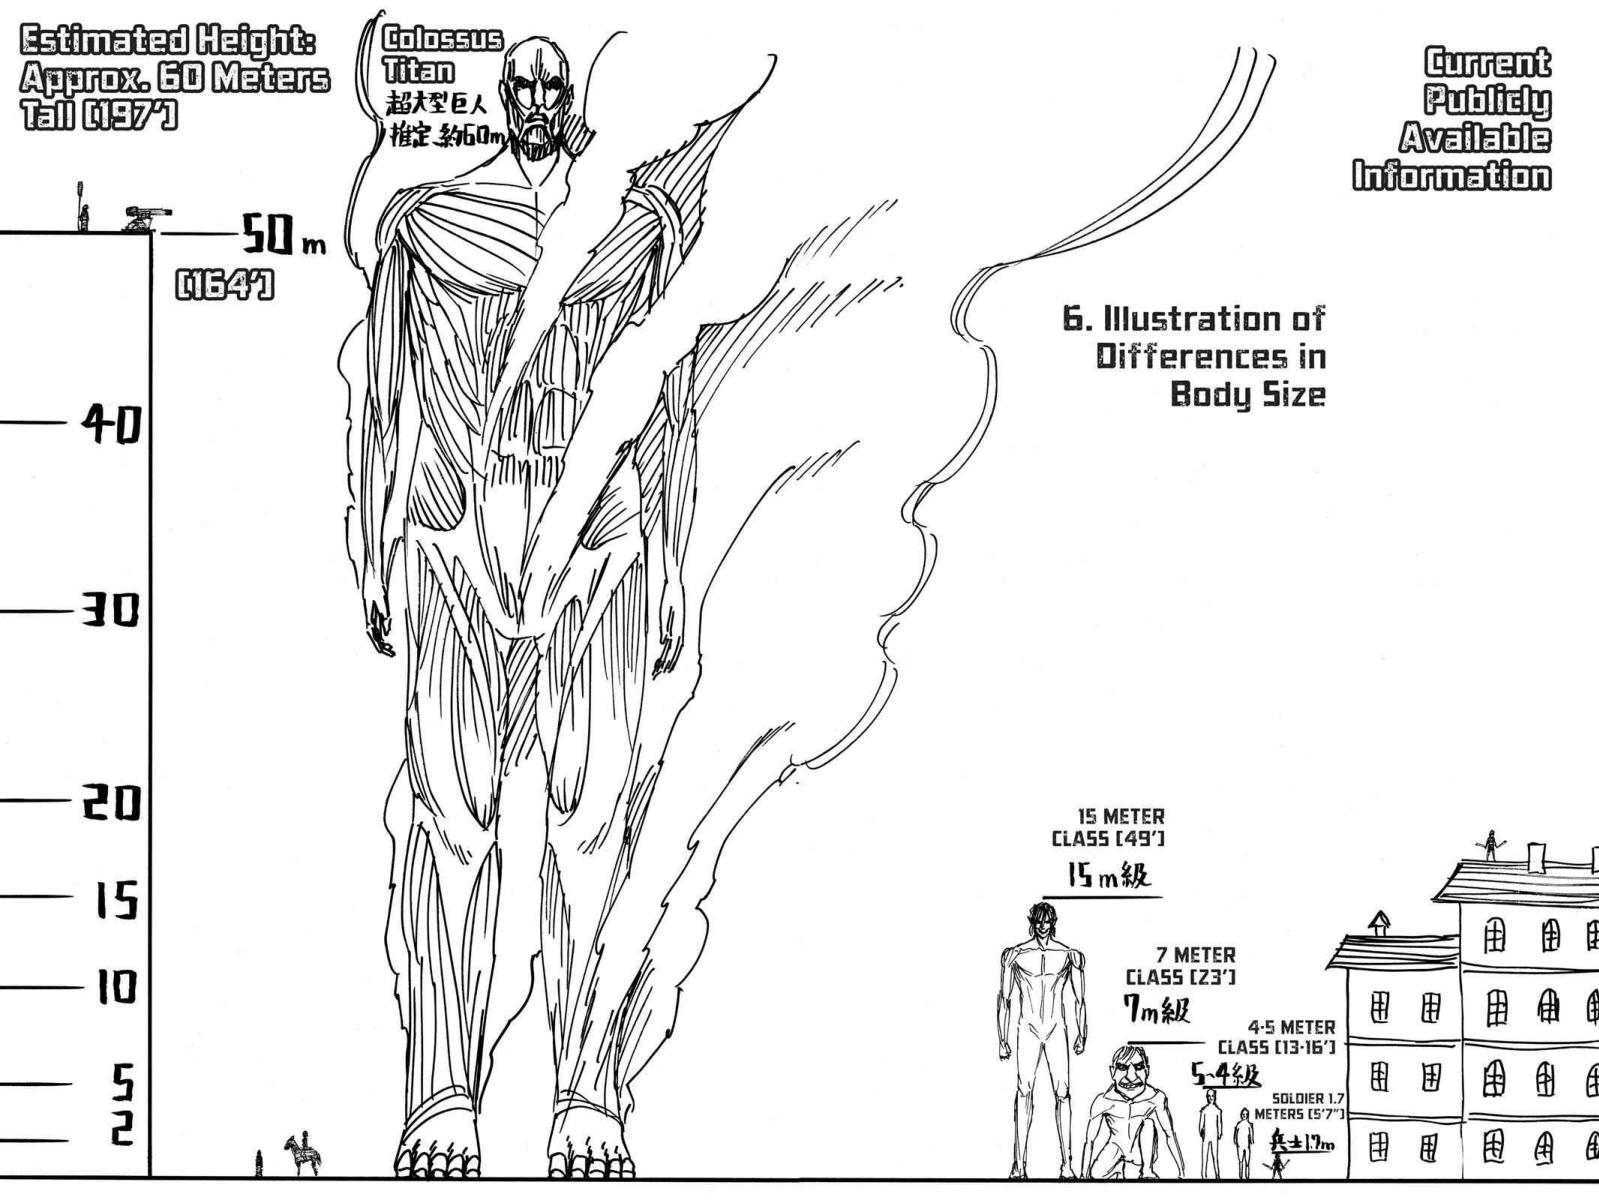 Estimated Height:
Approx. 60 Meters
Tall (197')
Colossus
Titan
超大型巨人
推定 約60m
Current
Publicly
Available
Information
50m
(164')
6. Illustration of
Differences in
Body Size
40
30
20
15
10
5
2
15 METER
CLASS (49')
15m級
7 METER
CLASS (23')
7m級
4-5 METER
CLASS (13-16')
5~4級
SOLDIER 1.7
METERS (5'7")
兵士1.7m